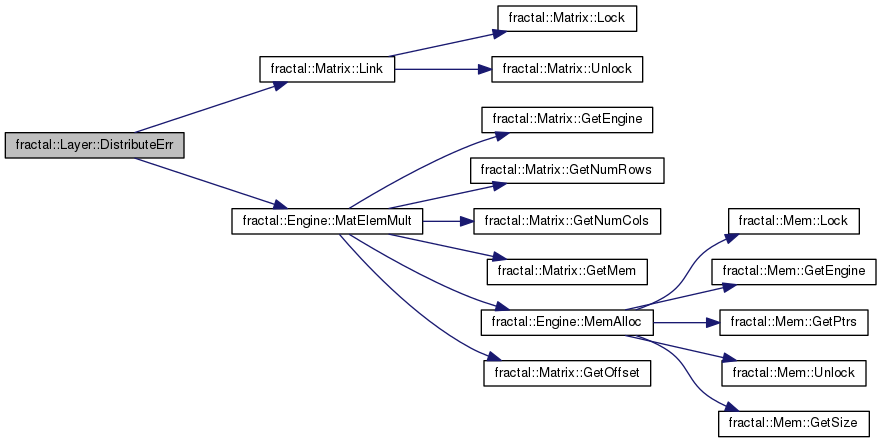 fractal::Matrix::Lock
fractal::Matrix::Link
fractal::Matrix::Unlock
fractal::Layer::DistributeErr
fractal::Matrix::GetEngine
fractal::Matrix::GetNumRows
fractal::Engine::MatElemMult
fractal::Matrix::GetNumCols
fractal::Mem::Lock
fractal::Matrix::GetMem
fractal::Mem::GetEngine
fractal::Engine::MemAlloc
fractal::Mem::GetPtrs
fractal::Matrix::GetOffset
fractal::Mem::Unlock
fractal::Mem::GetSize